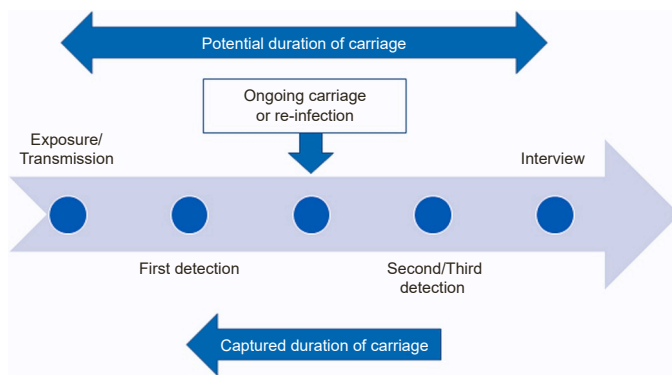 Potential duration of carriage
Ongoing carriage
or re-infection
Exposure/
Transmission
Interview
First detection
Second/Third
detection
Captured duration of carriage